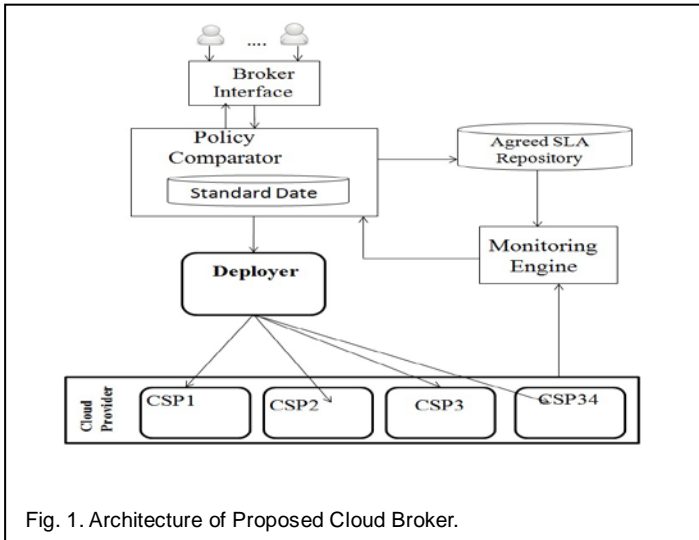 ....
Broker
Interface
Policy
Comparator
Standard Date
Agreed SLA
Repository
Monitoring
Engine
Deployer
Cloud
Provider
CSP1
CSP2
CSP3
CSP34
Fig. 1. Architecture of Proposed Cloud Broker.